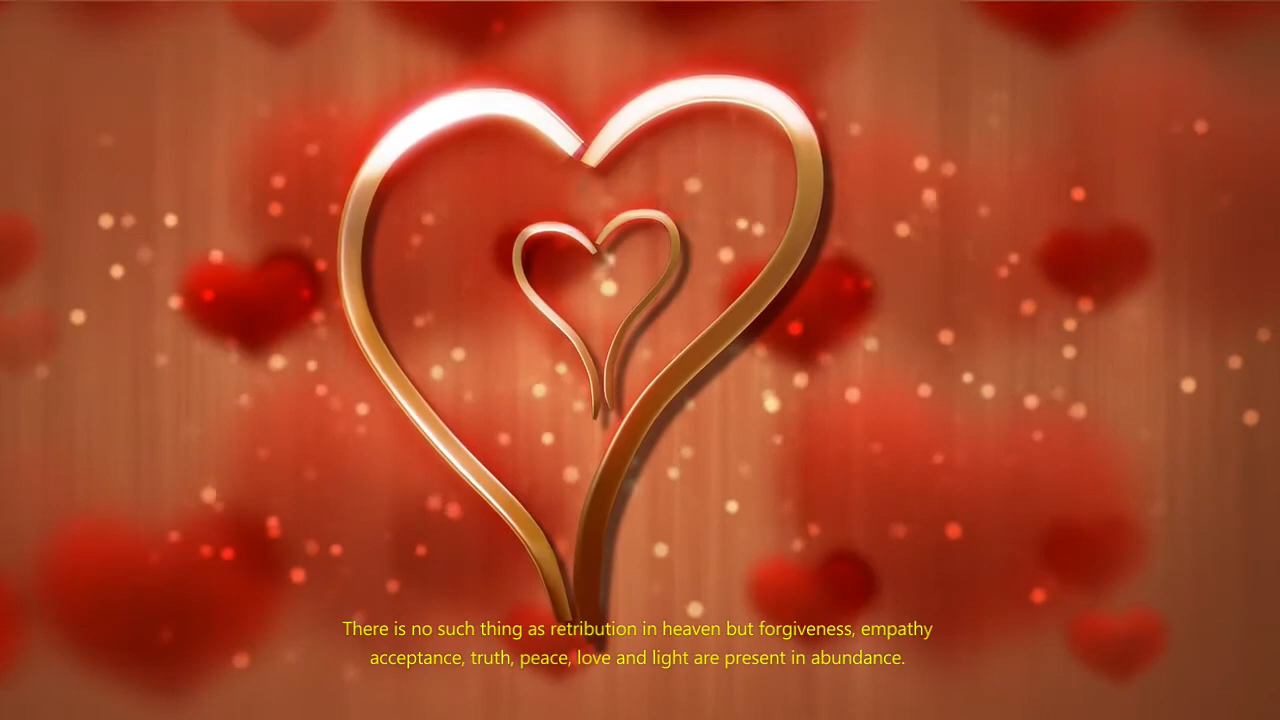 There is no such thing as retribution in heaven but forgiveness, empathy
acceptance, truth, peace, love and light are present in abundance.